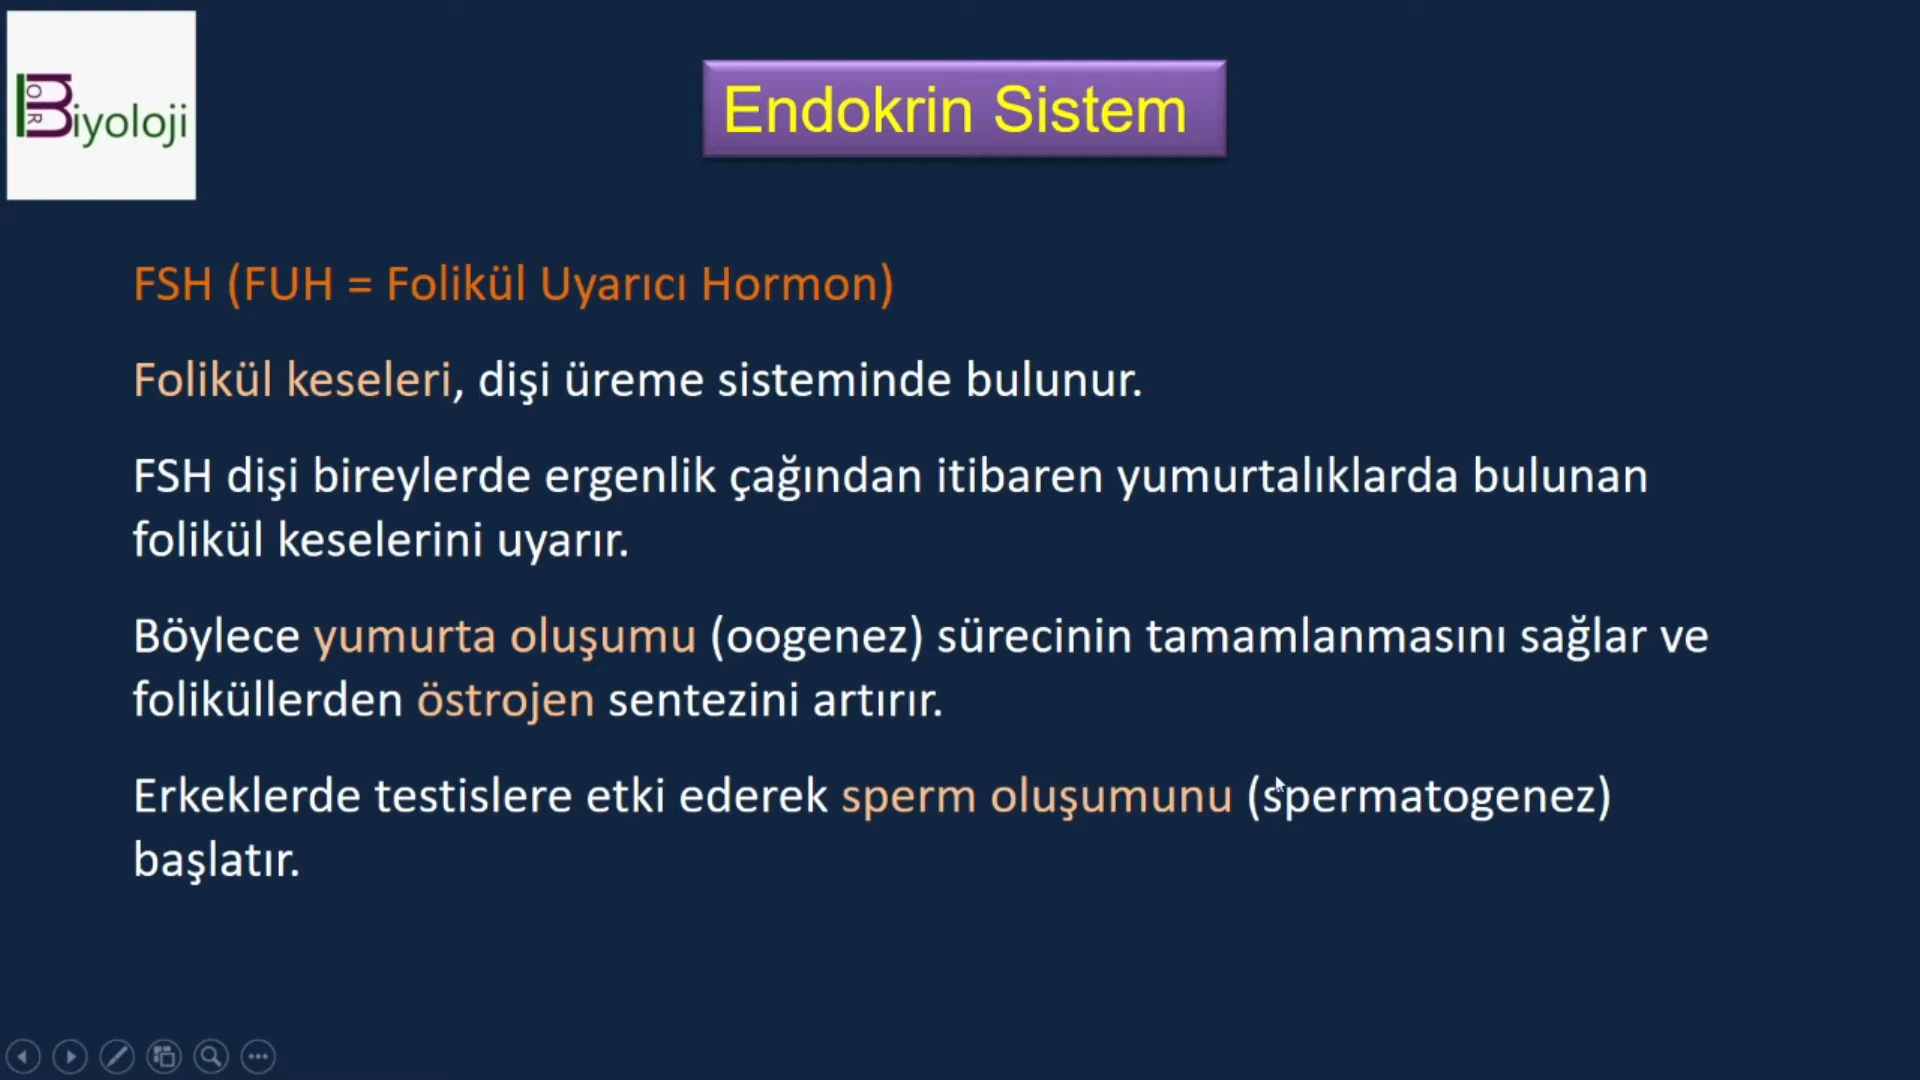 Biyoloji
Endokrin Sistem
FSH (FUH = Folikül Uyarıcı Hormon)
Folikül keseleri, dişi üreme sisteminde bulunur.
FSH dişi bireylerde ergenlik çağından itibaren yumurtalıklarda bulunan
folikül keselerini uyarır.
Böylece yumurta oluşumu (oogenez) sürecinin tamamlanmasını sağlar ve
foliküllerden östrojen sentezini artırır.
Erkeklerde testislere etki ederek sperm oluşumunu (spermatogenez)
başlatır.